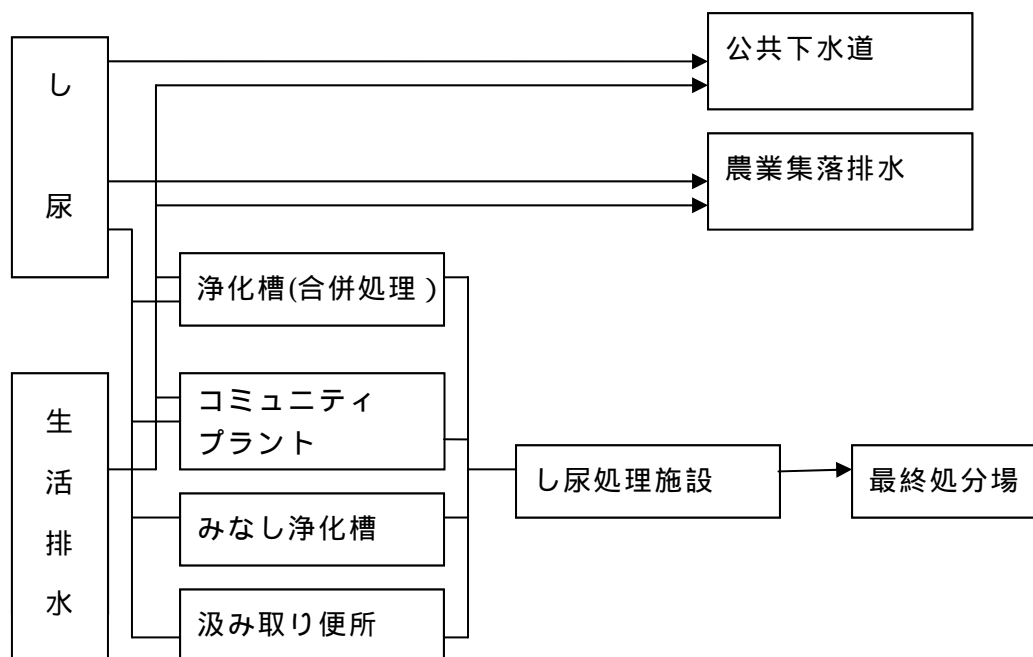 し尿
公共下水道
農業集落排水
浄化槽(合併処理)
生活排水
コミュニティ
プラント
みなし浄化槽
汲み取り便所
し尿処理施設
最終処分場